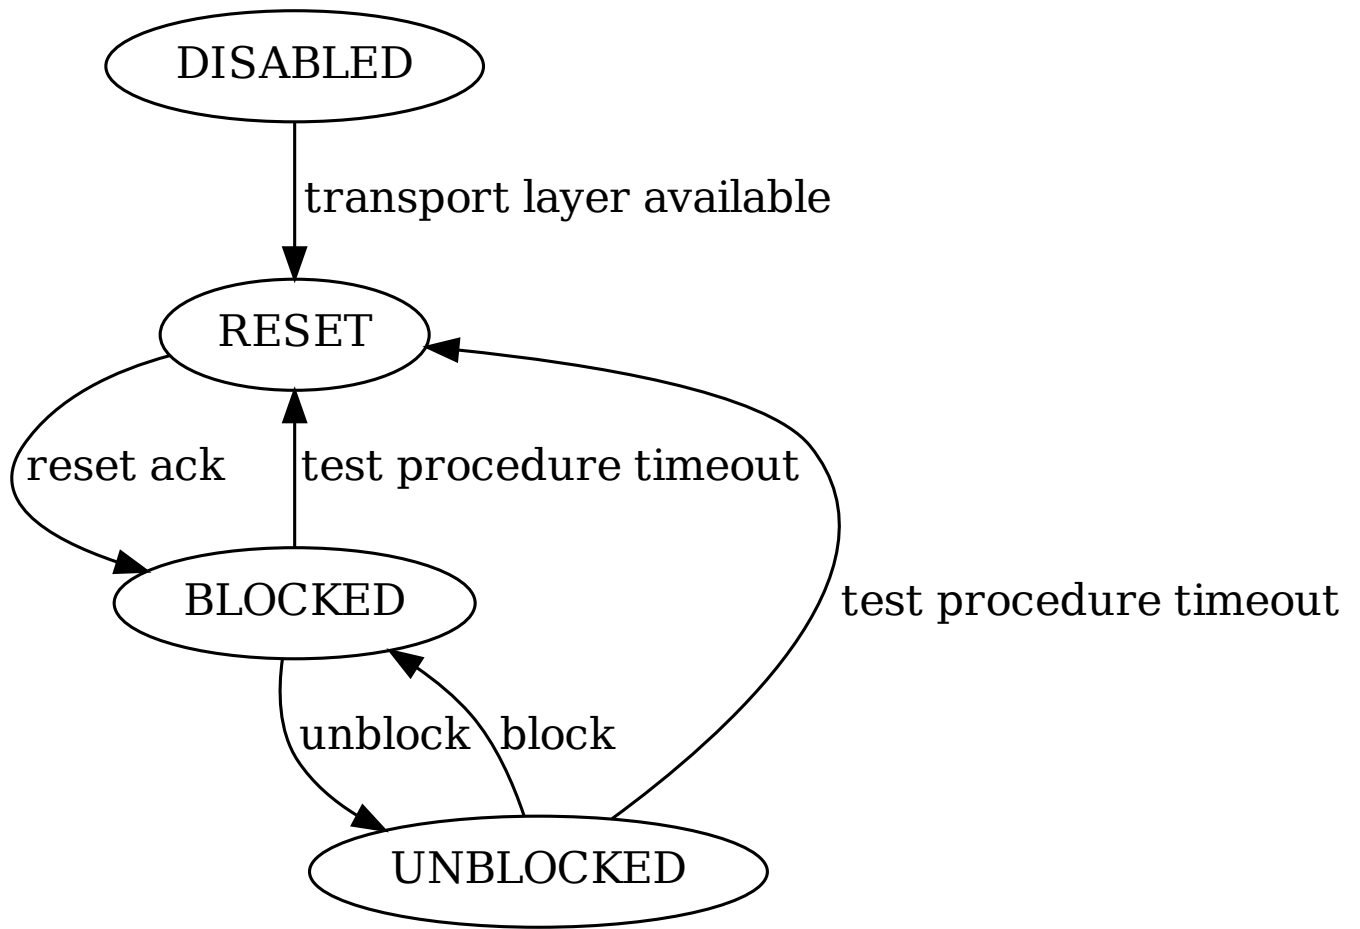 DISABLED
transport layer available
RESET
reset ack
test procedure timeout
BLOCKED
test procedure timeout
unblock
block
UNBLOCKED